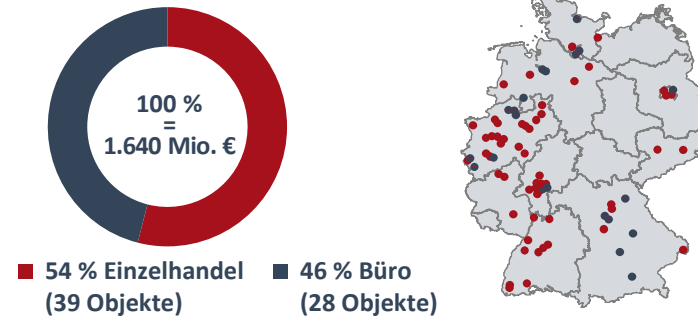 100 %
=
1.640 Mio. €
54 % Einzelhandel
(39 Objekte)
46 % Büro
(28 Objekte)